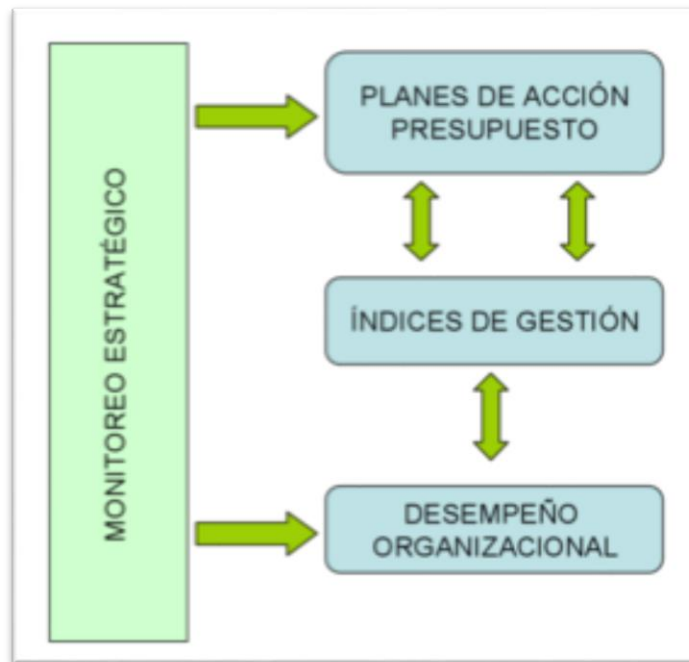 MONITOREO ESTRATÉGICO
PLANES DE ACCIÓN
PRESUPUESTO
ÍNDICES DE GESTIÓN
DESEMPEÑO
ORGANIZACIONAL